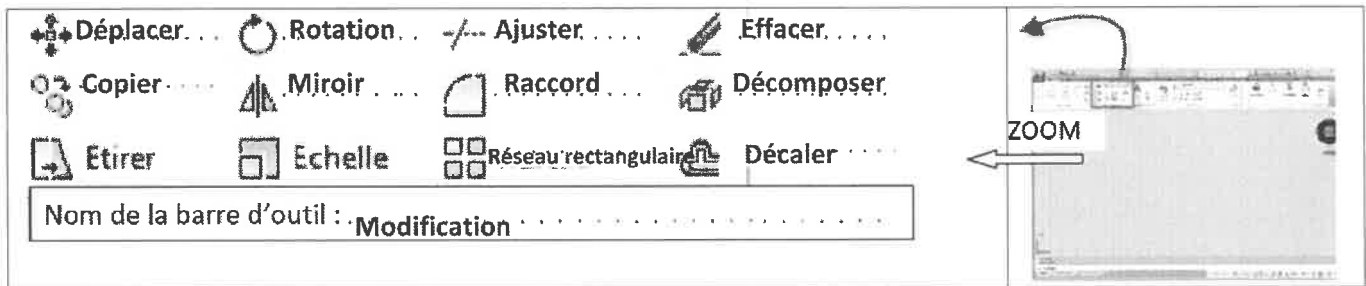 Déplacer... Rotation.. Ajuster..... Effacer.....
Copier..... Miroir.... Raccord.... Décomposer.
Etirer Echelle Réseau rectangulaire Décaler ....
ZOOM
Nom de la barre d'outil : . Modification . . . . . . . . . . . . . . . . . . .